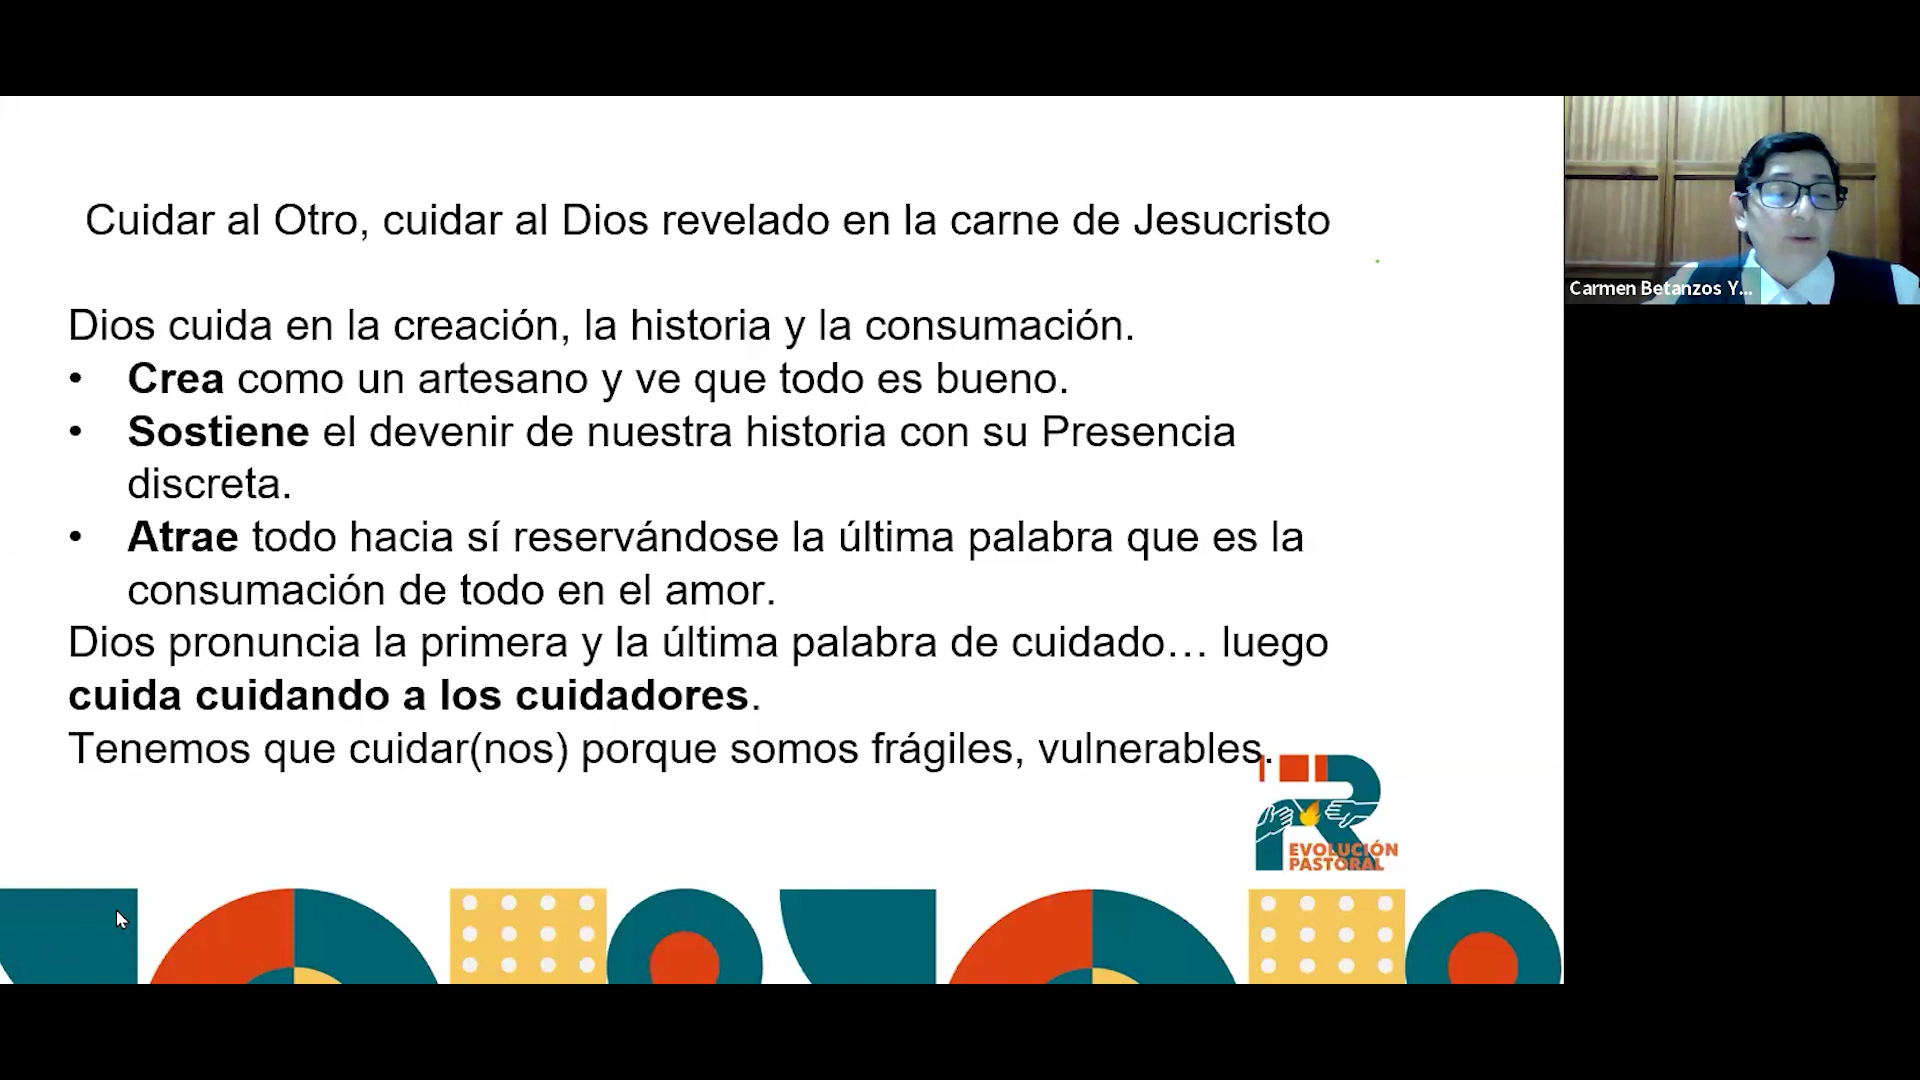 Cuidar al Otro, cuidar al Dios revelado en la carne de Jesucristo
Dios cuida en la creación, la historia y la consumación.
• Crea como un artesano y ve que todo es bueno.
• Sostiene el devenir de nuestra historia con su Presencia
discreta.
• Atrae todo hacia sí reservándose la última palabra que es la
consumación de todo en el amor.
Dios pronuncia la primera y la última palabra de cuidado… luego
cuida cuidando a los cuidadores.
Tenemos que cuidar(nos) porque somos frágiles, vulnerables.
R
EVOLUCIÓN
PASTORAL
Carmen Betanzos Y...